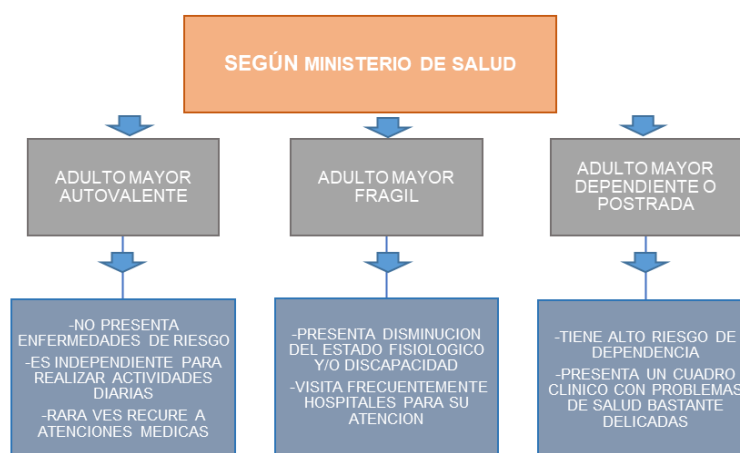 SEGÚN MINISTERIO DE SALUD
ADULTO MAYOR
AUTOVALENTE
ADULTO MAYOR
FRAGIL
ADULTO MAYOR
DEPENDIENTE O
POSTRADA
-NO PRESENTA
ENFERMEDADES DE RIESGO
-ES INDEPENDIENTE PARA
REALIZAR ACTIVIDADES
DIARIAS
-RARA VES RECURE A
ATENCIONES MEDICAS
-PRESENTA DISMINUCION
DEL ESTADO FISIOLOGICO
Y/O DISCAPACIDAD
-VISITA FRECUENTEMENTE
HOSPITALES PARA SU
ATENCION
-TIENE ALTO RIESGO DE
DEPENDENCIA
-PRESENTA UN CUADRO
CLINICO CON PROBLEMAS
DE SALUD BASTANTE
DELICADAS